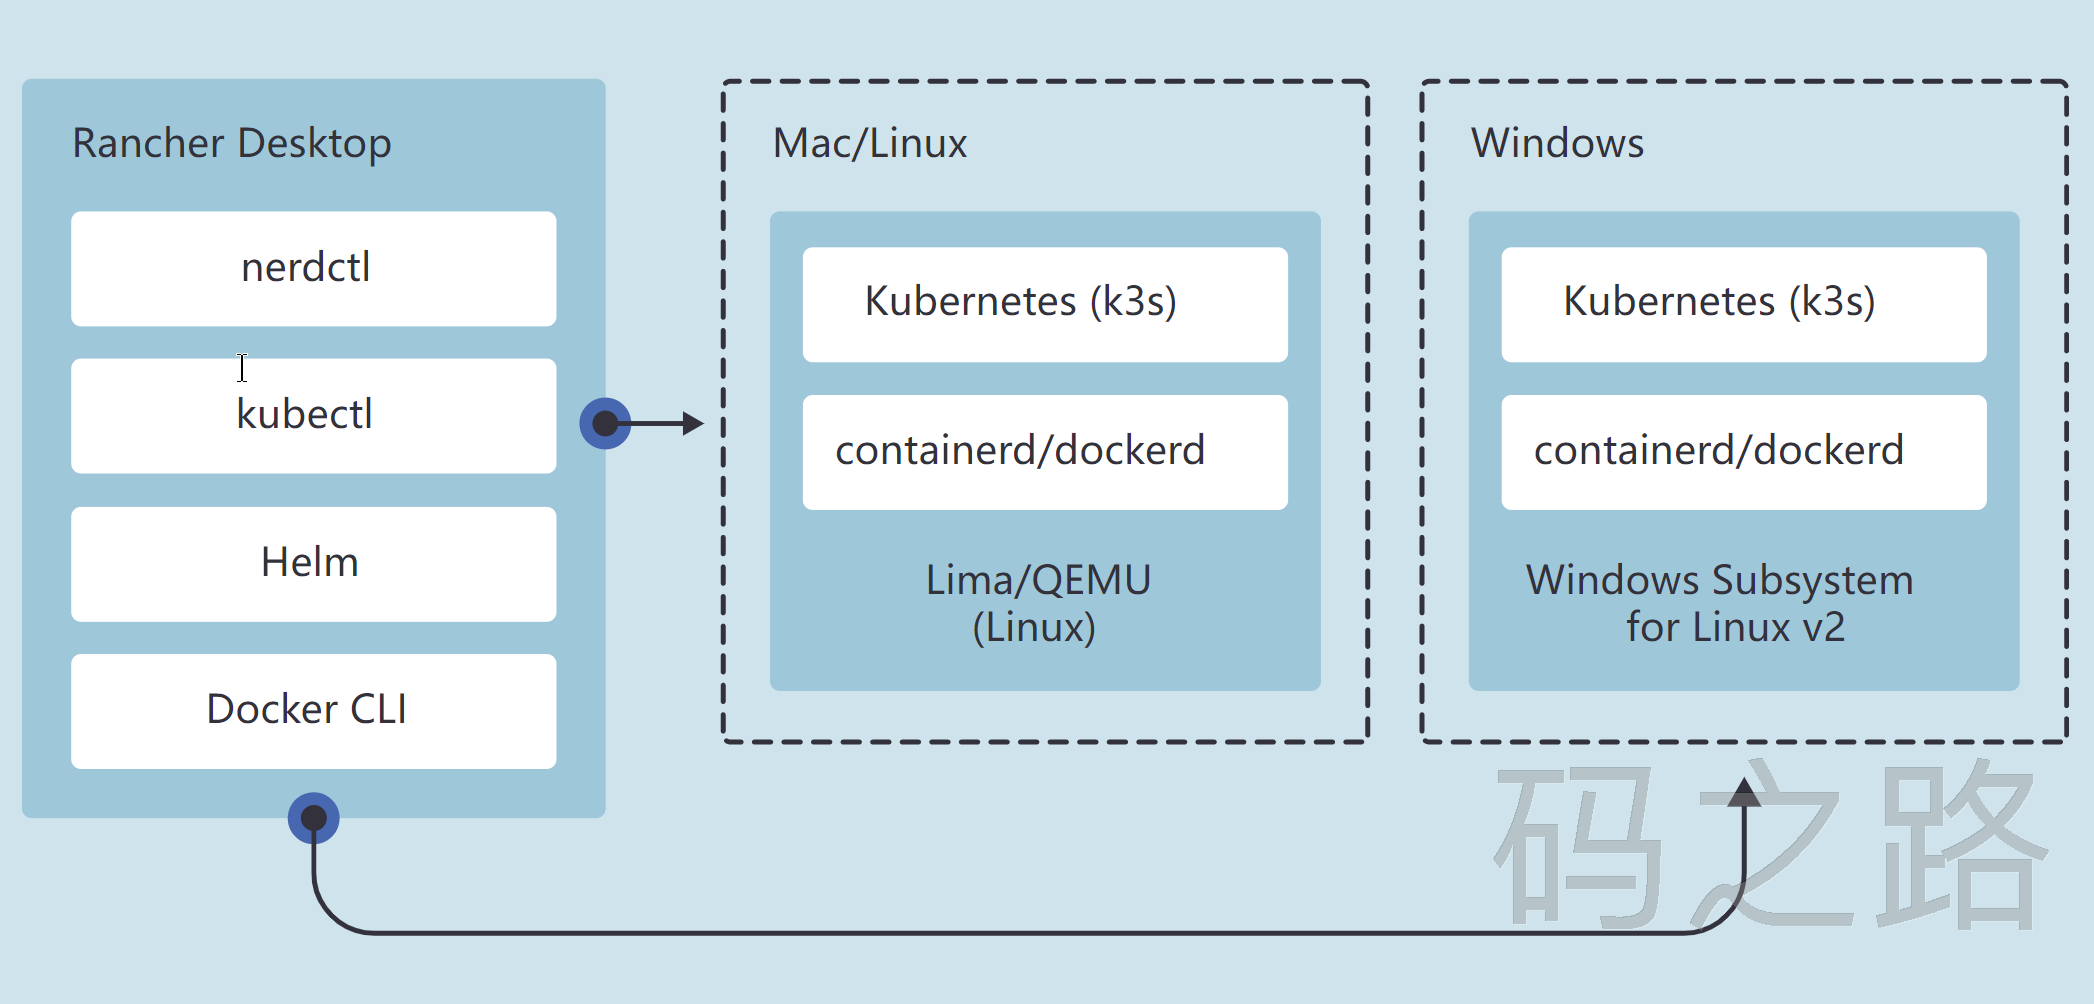 Rancher Desktop
nerdctl
kubectl
Helm
Docker CLI
Mac/Linux
Kubernetes (k3s)
containerd/dockerd
Lima/QEMU
(Linux)
Windows
Kubernetes (k3s)
containerd/dockerd
Windows Subsystem
for Linux v2
码之路